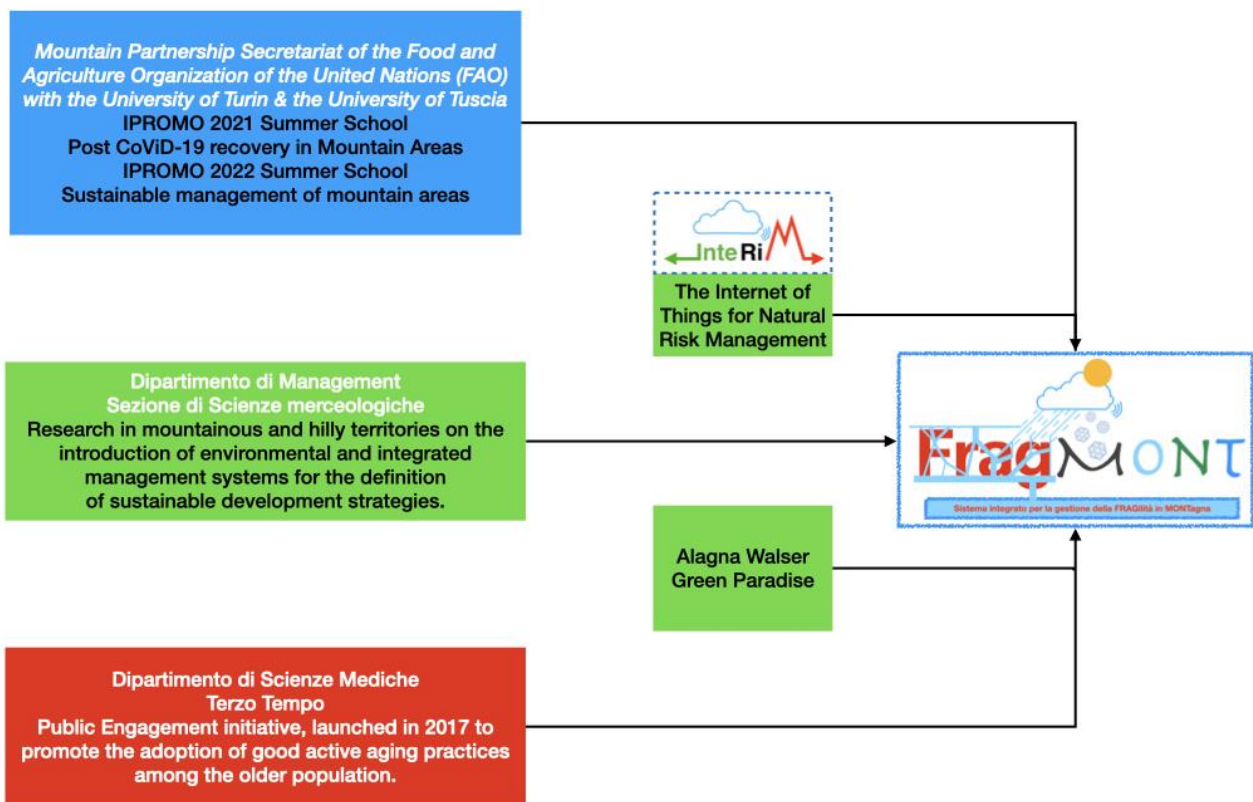 Mountain Partnership Secretariat of the Food and
Agriculture Organization of the United Nations (FAO)
with the University of Turin & the University of Tuscia
IPROMO 2021 Summer School
Post CoViD-19 recovery in Mountain Areas
IPROMO 2022 Summer School
Sustainable management of mountain areas
InteRiM
The Internet of
Things for Natural
Risk Management
Dipartimento di Management
Sezione di Scienze merceologiche
Research in mountainous and hilly territories on the
introduction of environmental and integrated
management systems for the definition
of sustainable development strategies.
FragMONT
Sistema integrato per la gestione della FRAGilità in MONTagna
Alagna Walser
Green Paradise
Dipartimento di Scienze Mediche
Terzo Tempo
Public Engagement initiative, launched in 2017 to
promote the adoption of good active aging practices
among the older population.